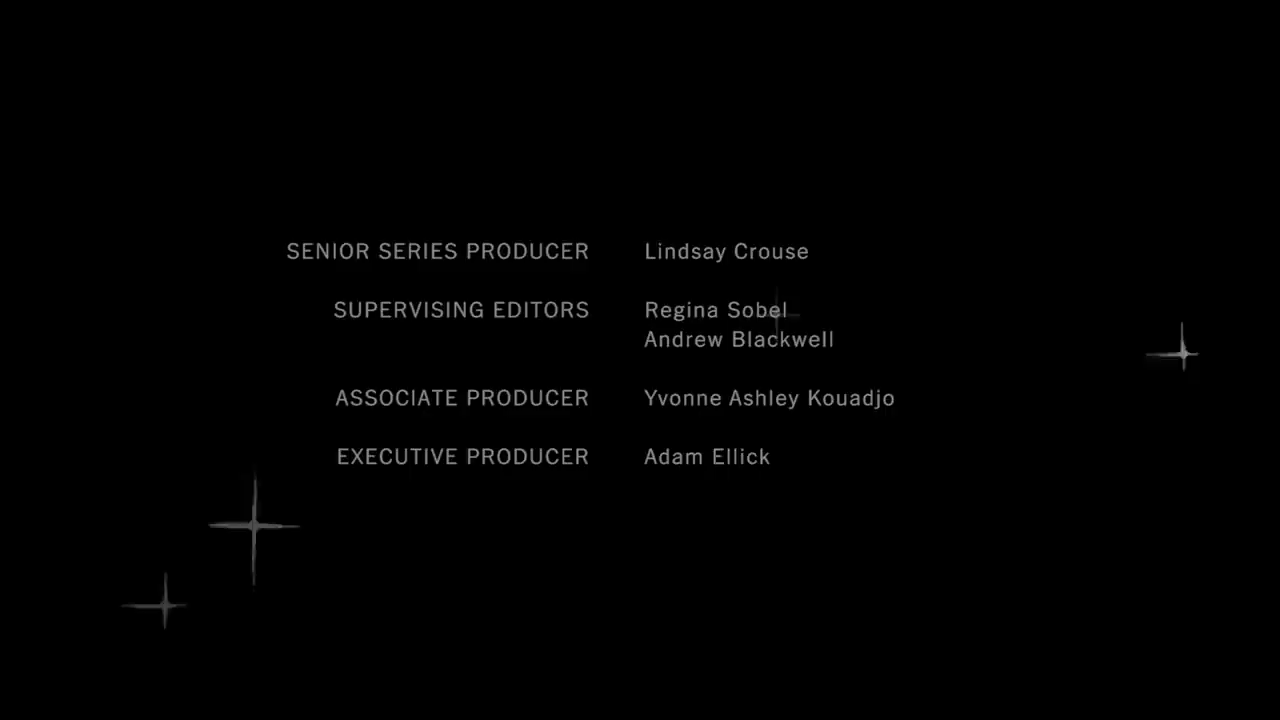 SENIOR SERIES PRODUCER Lindsay Crouse
SUPERVISING EDITORS Regina Sobel
Andrew Blackwell
ASSOCIATE PRODUCER Yvonne Ashley Kouadjo
EXECUTIVE PRODUCER Adam Ellick